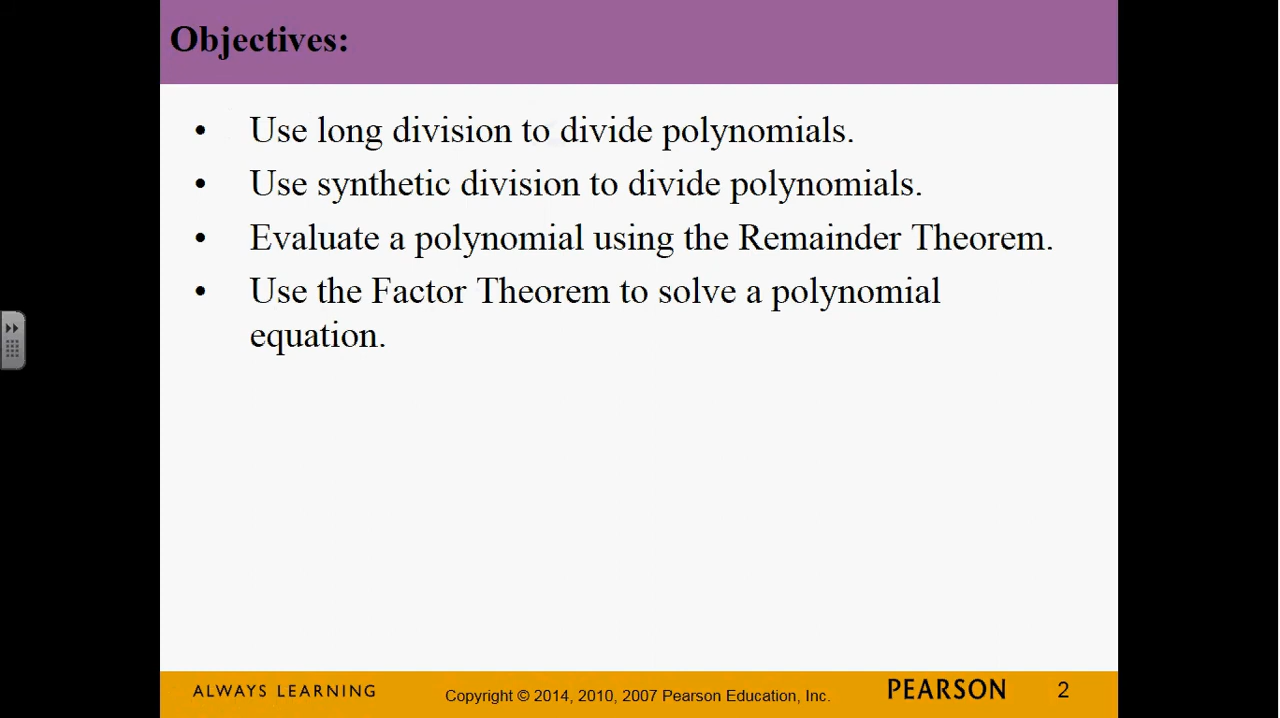 Objectives:
• Use long division to divide polynomials.
• Use synthetic division to divide polynomials.
• Evaluate a polynomial using the Remainder Theorem.
• Use the Factor Theorem to solve a polynomial
equation.
ALWAYS LEARNING Copyright © 2014, 2010, 2007 Pearson Education, Inc. PEARSON 2